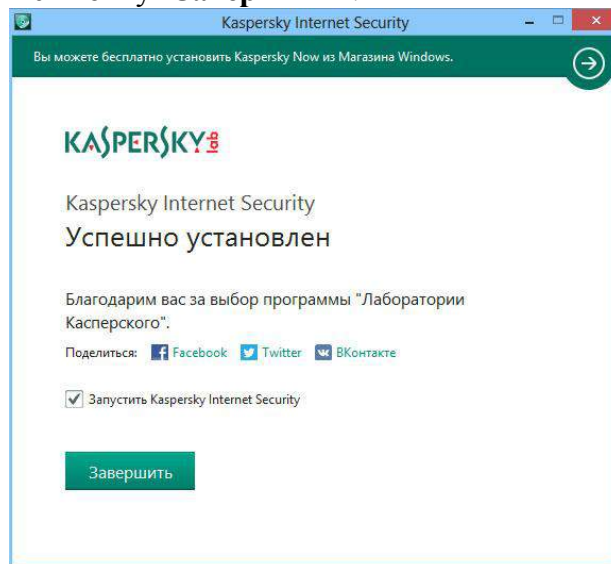 Kaspersky Internet Security
Вы можете бесплатно установить Kaspersky Now из Магазина Windows.
KASPERSKY lab
Kaspersky Internet Security
Успешно установлен
Благодарим вас за выбор программы "Лаборатории
Касперского".
Поделиться: Facebook Twitter ВКонтакте
Запустить Kaspersky Internet Security
Завершить